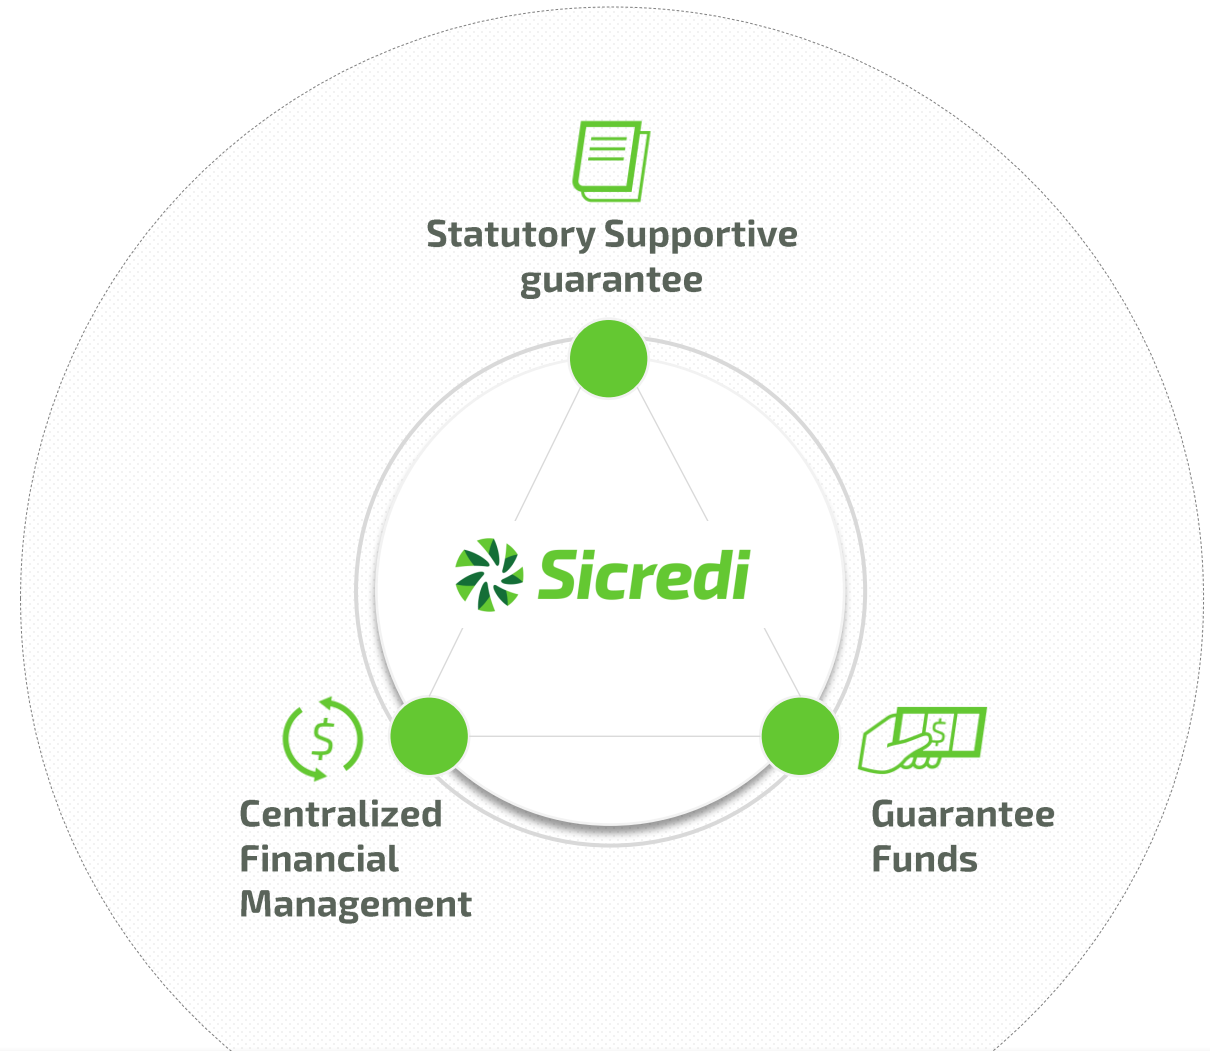 Statutory Supportive
guarantee
Sicredi
$
$
Centralized
Financial
Management
Guarantee
Funds